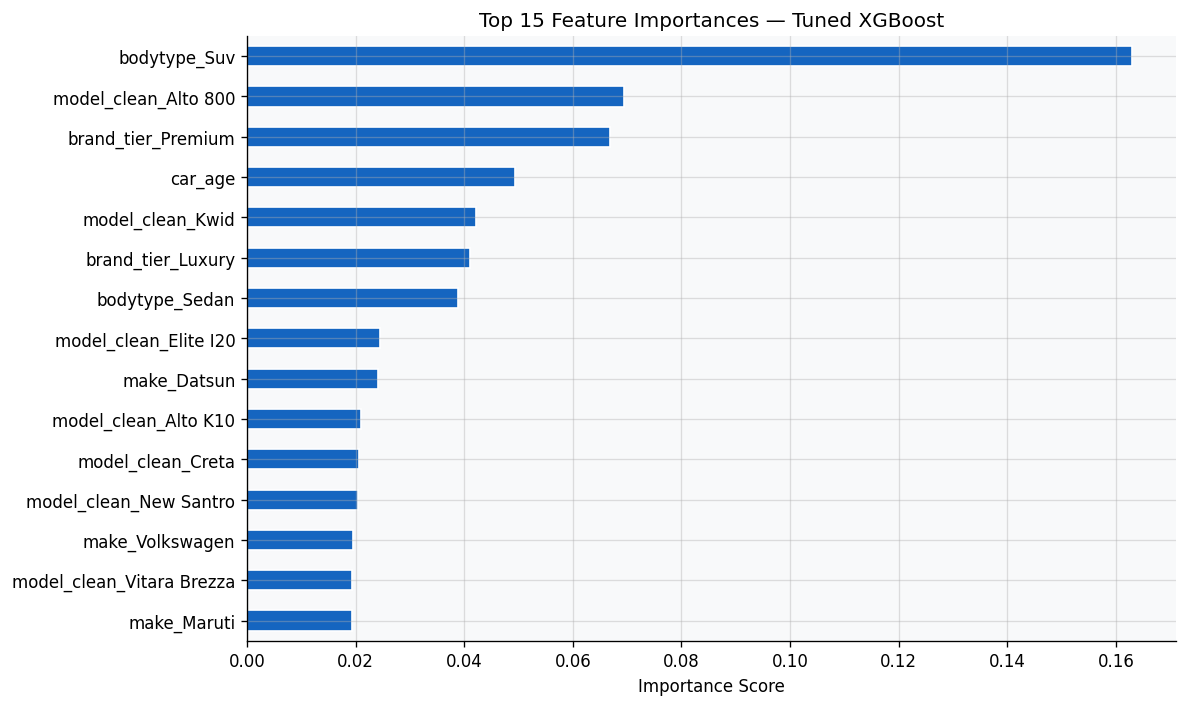 Top 15 Feature Importances — Tuned XGBoost
bodytype_Suv
model_clean_Alto 800
brand_tier_Premium
car_age
model_clean_Kwid
brand_tier_Luxury
bodytype_Sedan
model_clean_Elite I20
make_Datsun
model_clean_Alto K10
model_clean_Creta
model_clean_New Santro
make_Volkswagen
model_clean_Vitara Brezza
make_Maruti
0.00 0.02 0.04 0.06 0.08 0.10 0.12 0.14 0.16
Importance Score